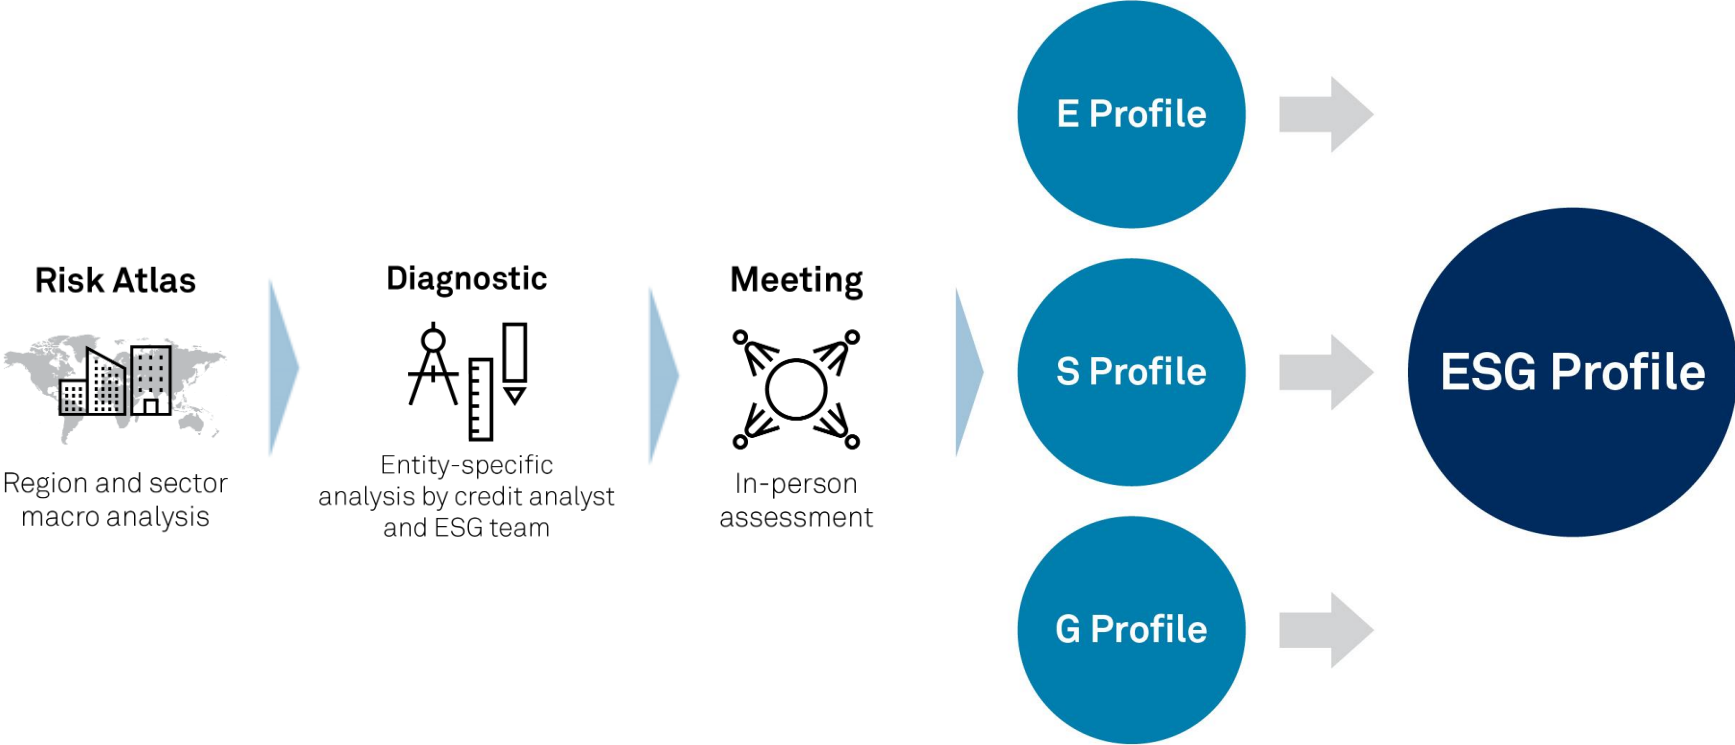 Risk Atlas
Region and sector
macro analysis
Diagnostic
Entity-specific
analysis by credit analyst
and ESG team
Meeting
In-person
assessment
E Profile
S Profile
G Profile
ESG Profile